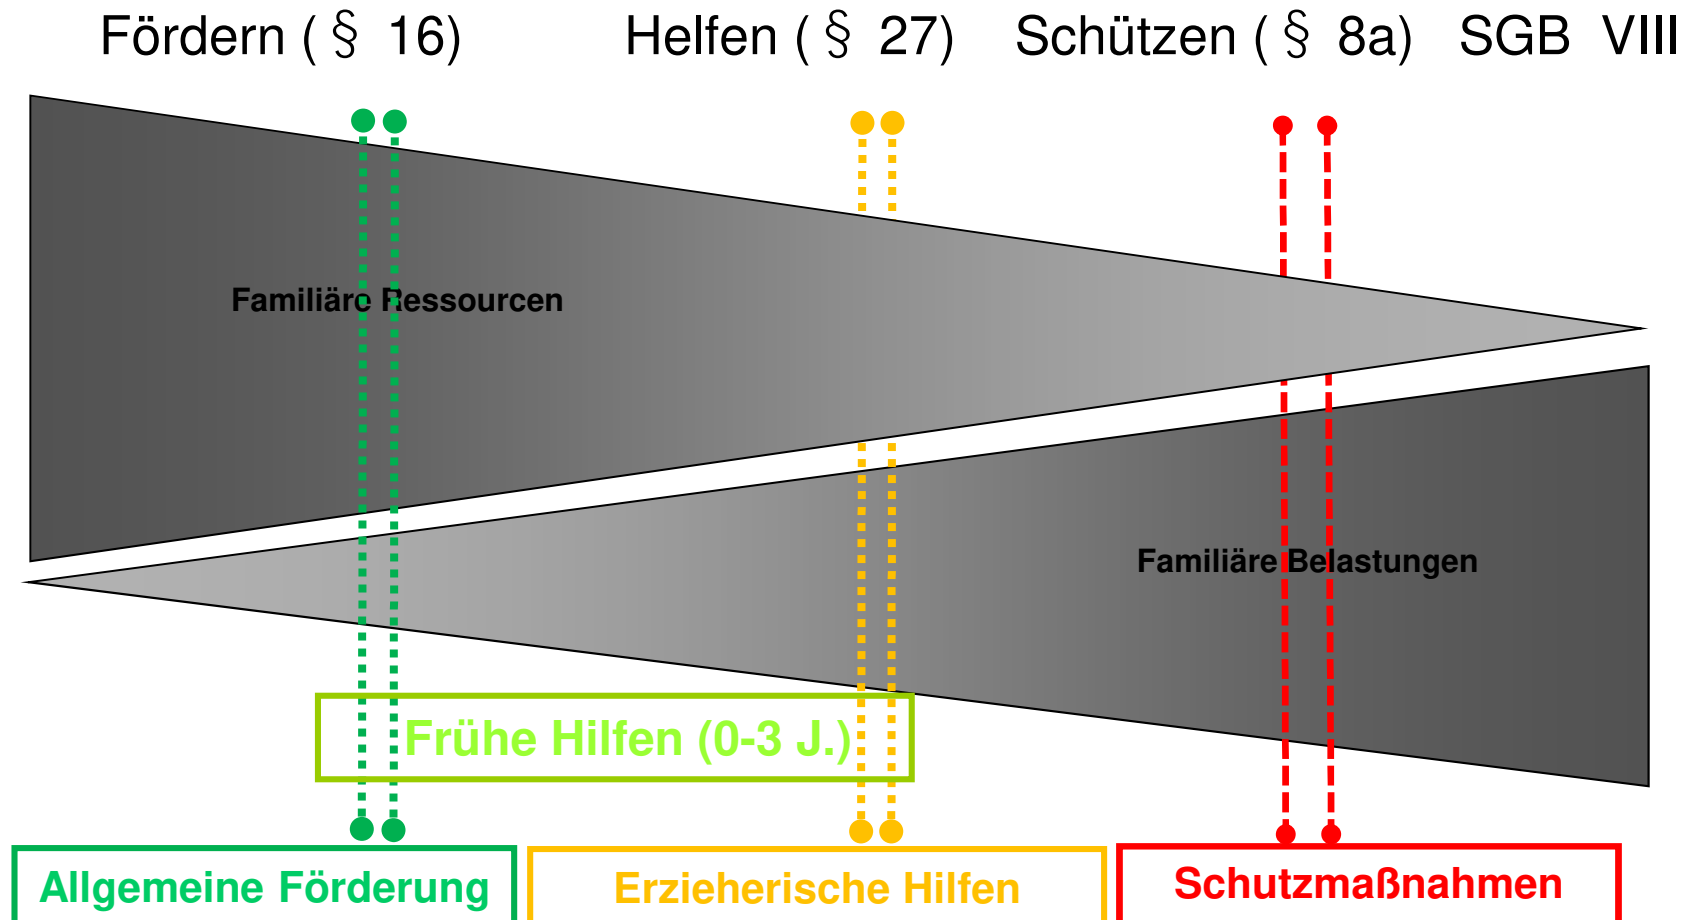 Fördern ( § 16) Helfen ( § 27) Schützen ( § 8a) SGB VIII
Familiäre Ressourcen
Familiäre Belastungen
Frühe Hilfen (0-3 J.)
Allgemeine Förderung Erzieherische Hilfen Schutzmaßnahmen